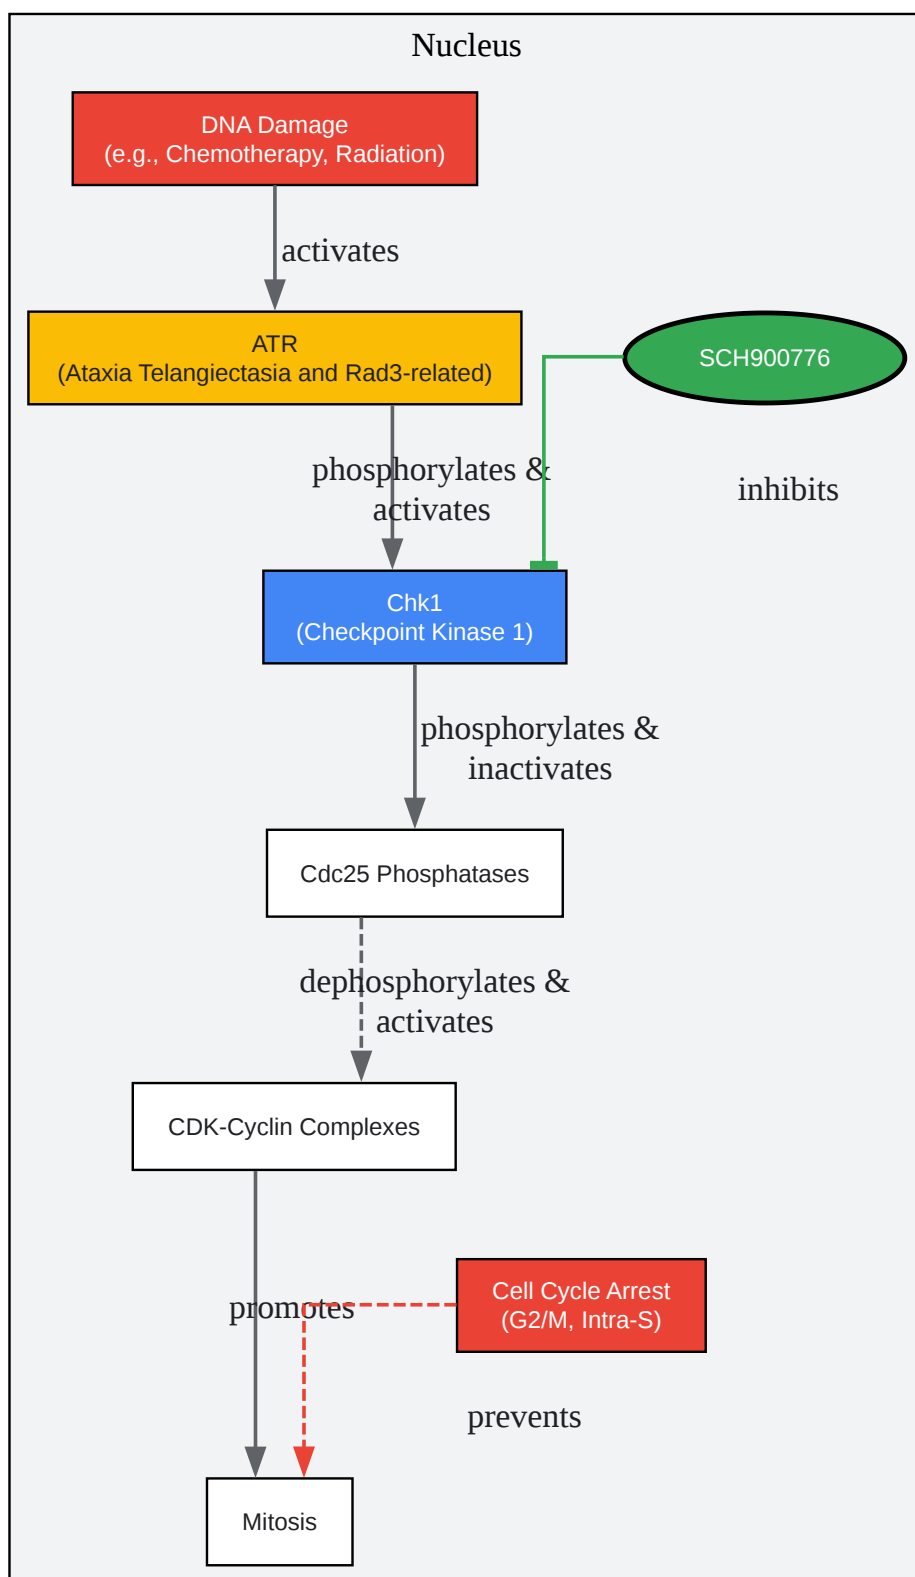 Nucleus
DNA Damage
(e.g., Chemotherapy, Radiation)
activates
ATR
(Ataxia Telangiectasia and Rad3-related)
SCH900776
phosphorylates &
activates
inhibits
Chk1
(Checkpoint Kinase 1)
phosphorylates &
inactivates
Cdc25 Phosphatases
dephosphorylates &
activates
CDK-Cyclin Complexes
promotes
Cell Cycle Arrest
(G2/M, Intra-S)
prevents
Mitosis